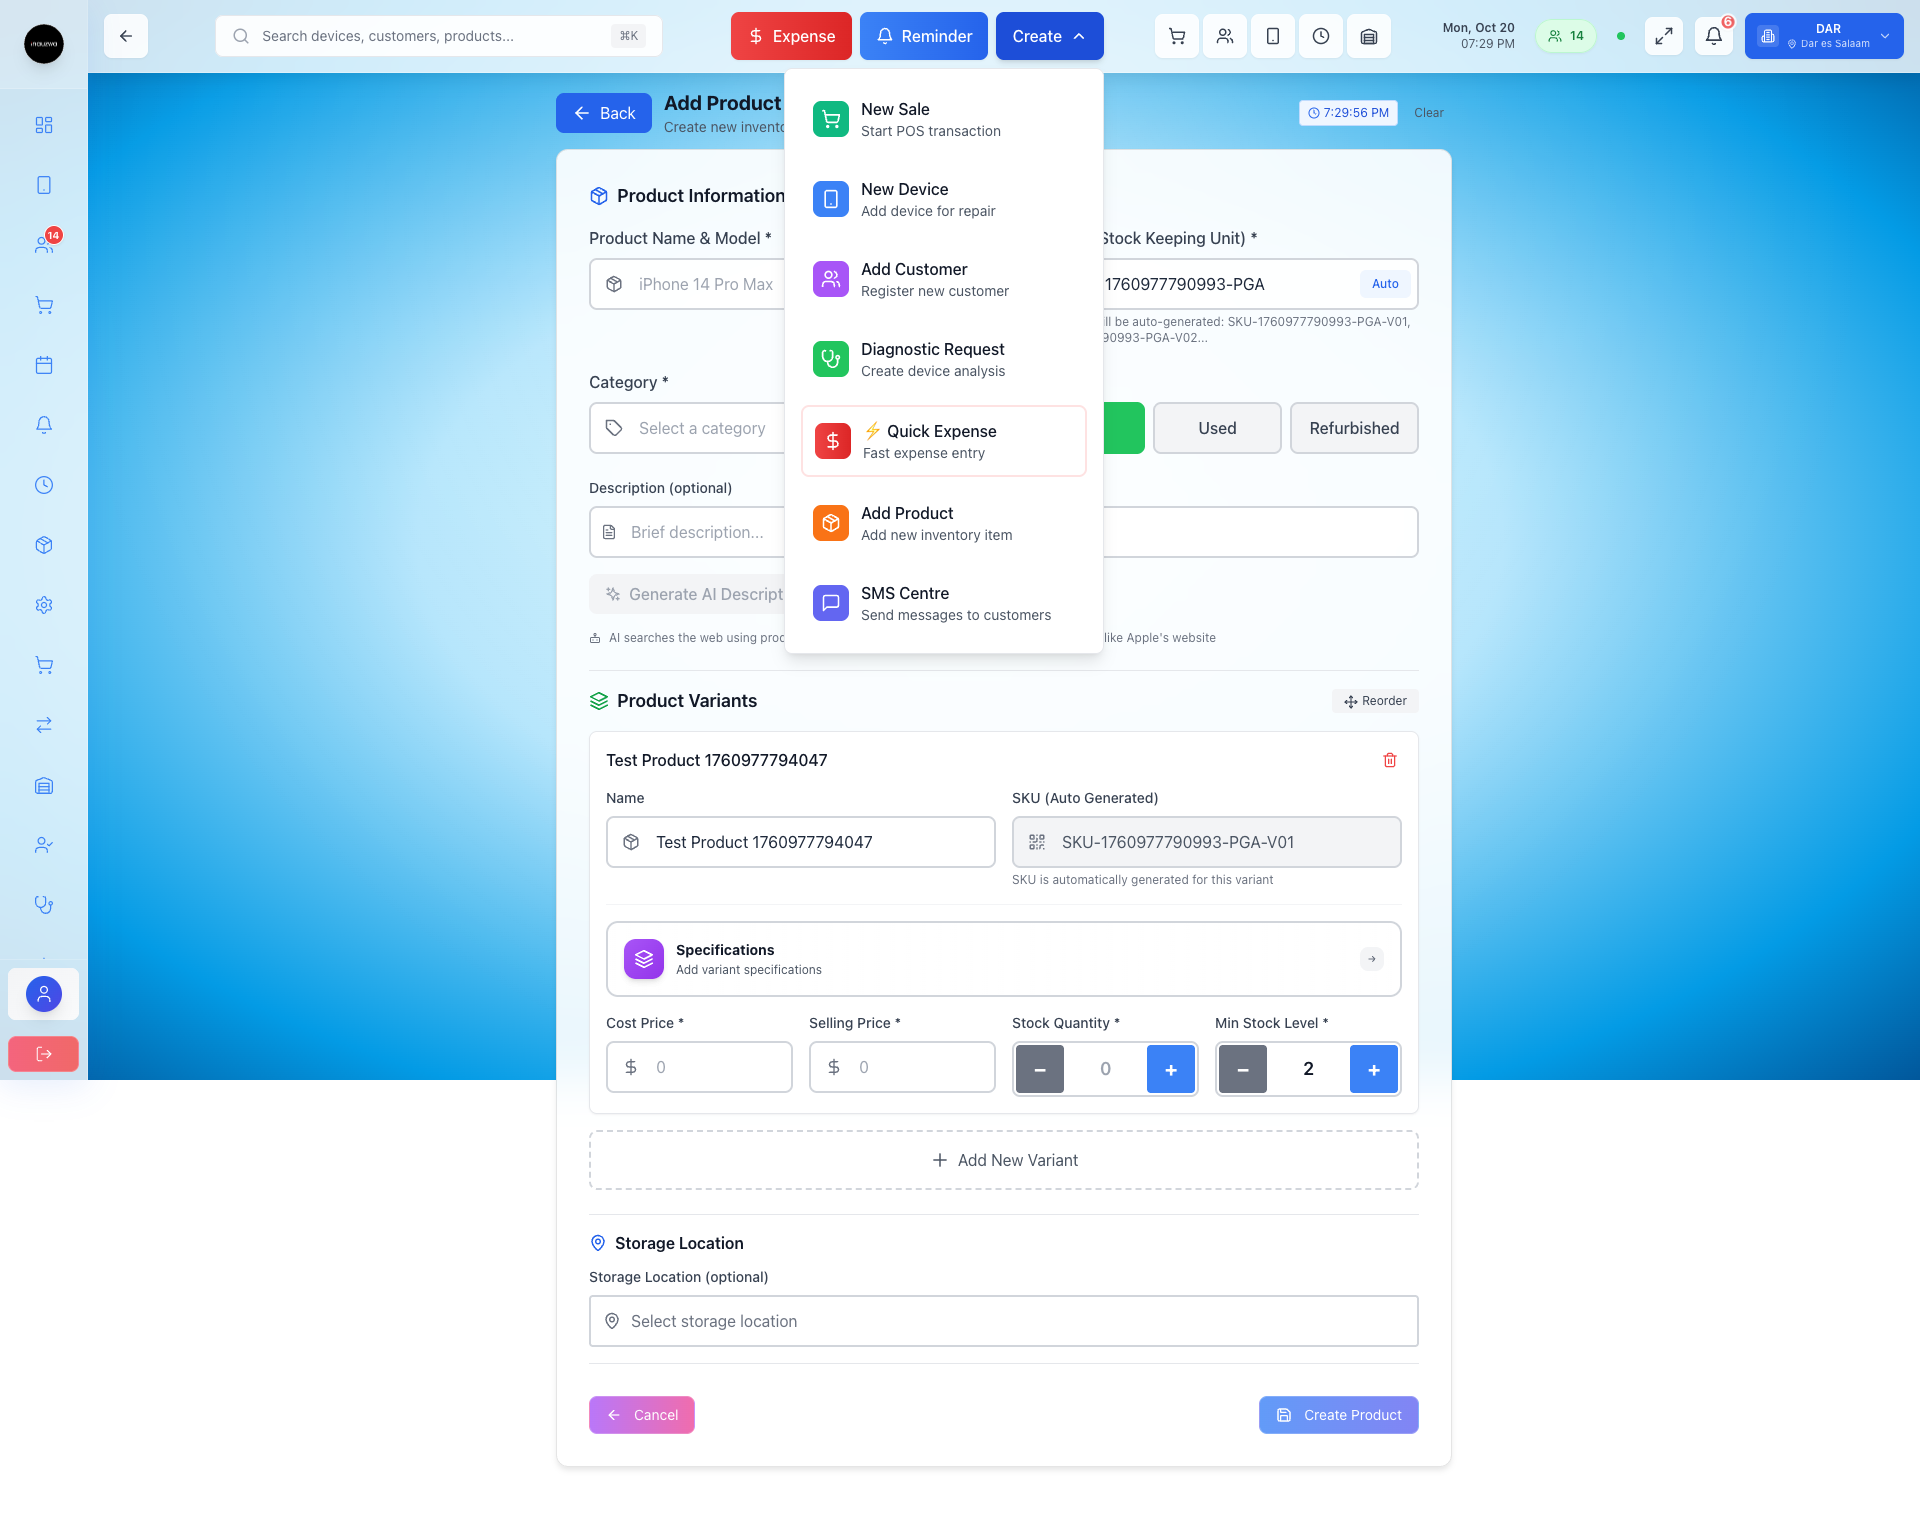 Search devices, customers, products...
⌘K
Expense
Reminder
Create
Mon, Oct 20
07:29 PM
14
6
DAR
Dar es Salaam
14
Back
Add Product
Create new invento
7:29:56 PM
Clear
New Sale
Start POS transaction
New Device
Add device for repair
Add Customer
Register new customer
Diagnostic Request
Create device analysis
⚡ Quick Expense
Fast expense entry
Add Product
Add new inventory item
SMS Centre
Send messages to customers
Product Information
Product Name & Model *
iPhone 14 Pro Max
Stock Keeping Unit) *
1760977790993-PGA
Auto
ll be auto-generated: SKU-1760977790993-PGA-V01,
90993-PGA-V02...
Category *
Select a category
Used
Refurbished
Description (optional)
Brief description...
Generate AI Descript
AI searches the web using proc
like Apple's website
Product Variants
Reorder
Test Product 1760977794047
Name
SKU (Auto Generated)
Test Product 1760977794047
SKU-1760977790993-PGA-V01
SKU is automatically generated for this variant
Specifications
Add variant specifications
Cost Price *
Selling Price *
Stock Quantity *
Min Stock Level *
0
0
− 0 +
− 2 +
Add New Variant
Storage Location
Storage Location (optional)
Select storage location
Cancel
Create Product